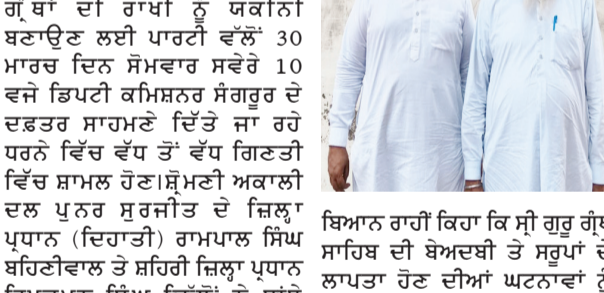 ਗ੍ਰੰਥਾਂ ਦੀ ਰਾਖੀ ਨੂੰ ਯਕੀਨੀ
ਬਣਾਉਣ ਲਈ ਪਾਰਟੀ ਵੱਲੋਂ 30
ਮਾਰਚ ਦਿਨ ਸੋਮਵਾਰ ਸਵੇਰੇ 10
ਵਜੇ ਡਿਪਟੀ ਕਮਿਸ਼ਨਰ ਸੰਗਰੂਰ ਦੇ
ਦਫ਼ਤਰ ਸਾਹਮਣੇ ਦਿੱਤੇ ਜਾ ਰਹੇ
ਧਰਨੇ ਵਿੱਚ ਵੱਧ ਤੋਂ ਵੱਧ ਗਿਣਤੀ
ਵਿੱਚ ਸ਼ਾਮਲ ਹੋਣ।ਸ਼੍ਰੋਮਣੀ ਅਕਾਲੀ
ਦਲ ਪੁਨਰ ਸੁਰਜੀਤ ਦੇ ਜ਼ਿਲ੍ਹਾ
ਪ੍ਰਧਾਨ (ਦਿਹਾਤੀ) ਰਾਮਪਾਲ ਸਿੰਘ
ਬਹਿਣੀਵਾਲ ਤੇ ਸ਼ਹਿਰੀ ਜ਼ਿਲ੍ਹਾ ਪ੍ਰਧਾਨ
ਬਿਆਨ ਰਾਹੀਂ ਕਿਹਾ ਕਿ ਸ੍ਰੀ ਗੁਰੂ ਗ੍ਰੰਥ
ਸਾਹਿਬ ਦੀ ਬੇਅਦਬੀ ਤੇ ਸਰੂਪਾਂ ਦੇ
ਲਾਪਤਾ ਹੋਣ ਦੀਆਂ ਘਟਨਾਵਾਂ ਨੂੰ